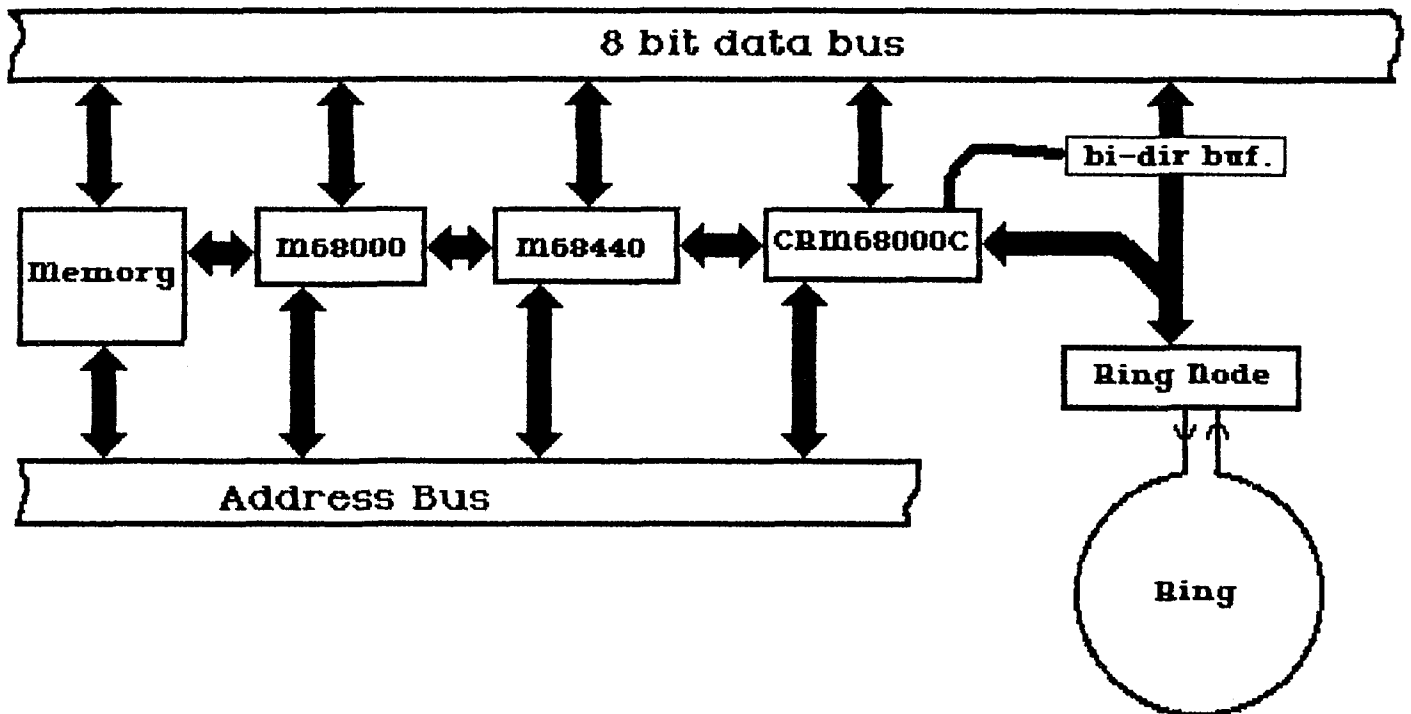 8 bit data bus
bi-dir buf.
Memory
M68000
M68440
CRM68000C
Ring Node
Address Bus
Ring